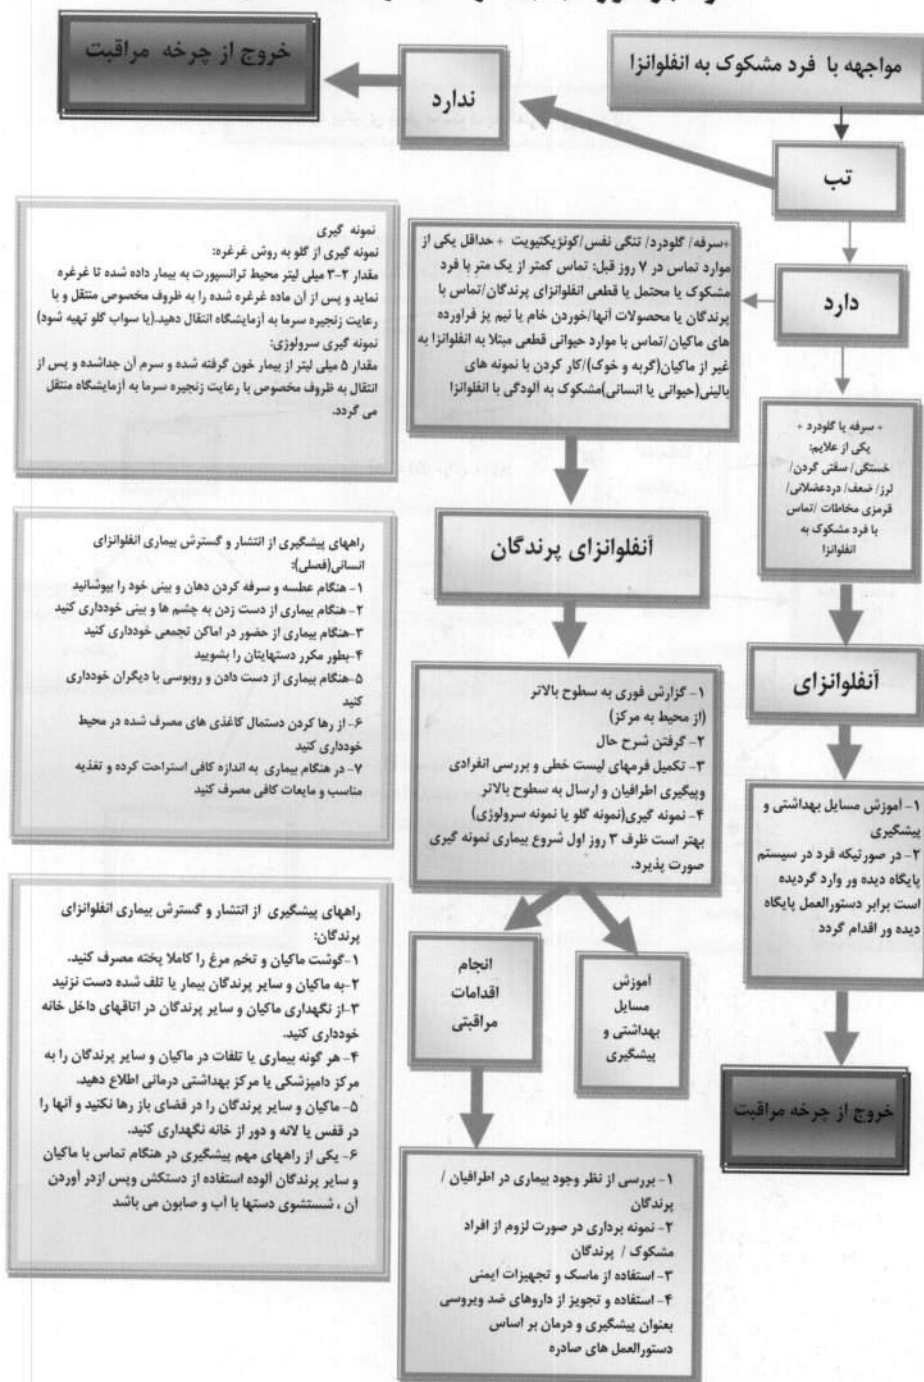 مواجهه با فرد مشکوک به انفلوانزا
ندارد
خروج از چرخه مراقبت
تب
دارد
+سرفه/ گلودرد/ تنگی نفس/کونژیکتیویت + حداقل یکی از
موارد تماس در ۷ روز قبل: تماس کمتر از یک متر با فرد
مشکوک یا محتمل یا قطعی انفلوانزای پرندگان/تماس با
پرندگان یا محصولات آنها/خوردن خام یا نیم پز فراورده
های ماکیان/تماس با موارد حیوانی قطعی مبتلا به انفلوانزا به
غیر از ماکیان(گربه و خوک)/کار کردن با نمونه های
بالینی(حیوانی یا انسانی)مشکوک به آلودگی با انفلوانزا
نمونه گیری
نمونه گیری از گلو به روش غرغره:
مقدار ۲-۳ میلی لیتر محیط ترانسپورت به بیمار داده شده تا غرغره
نماید و پس از آن ماده غرغره شده را به ظروف مخصوص منتقل و با
رعایت زنجیره سرما به آزمایشگاه انتقال دهید.(یا سواب گلو تهیه شود)
نمونه گیری سرولوژی:
مقدار ۵ میلی لیتر از بیمار خون گرفته شده و سرم آن جداشده و پس از
انتقال به ظروف مخصوص با رعایت زنجیره سرما به آزمایشگاه منتقل
می گردد.
+ سرفه یا گلودرد +
یکی از علایم:
خستگی/ سفتی گردن/
لرز/ ضعف/ دردعضلانی/
قرمزی مخاطات /تماس
با فرد مشکوک به
انفلوانزا
آنفلوانزای پرندگان
راههای پیشگیری از انتشار و گسترش بیماری انفلوانزای
انسانی(فصلی):
۱- هنگام عطسه و سرفه کردن دهان و بینی خود را بپوشانید
۲- هنگام بیماری از دست زدن به چشم ها و بینی خودداری کنید
۳-هنگام بیماری از حضور در اماکن تجمعی خودداری کنید
۴-بطور مکرر دستهایتان را بشویید
۵-هنگام بیماری از دست دادن و روبوسی با دیگران خودداری
کنید
۶- از رها کردن دستمال کاغذی های مصرف شده در محیط
خودداری کنید
۷- در هنگام بیماری به اندازه کافی استراحت کرده و تغذیه
مناسب و مایعات کافی مصرف کنید
آنفلوانزای
۱- گزارش فوری به سطوح بالاتر
(از محیط به مرکز)
۲- گرفتن شرح حال
۳- تکمیل فرمهای لیست خطی و بررسی انفرادی
وپیگیری اطرافیان و ارسال به سطوح بالاتر
۴- نمونه گیری(نمونه گلو یا نمونه سرولوژی)
بهتر است ظرف ۳ روز اول شروع بیماری نمونه گیری
صورت پذیرد.
۱- آموزش مسایل بهداشتی و
پیشگیری
۲- در صورتیکه فرد در سیستم
پایگاه دیده ور وارد گردیده
است برابر دستورالعمل پایگاه
دیده ور اقدام گردد
راههای پیشگیری از انتشار و گسترش بیماری انفلوانزای
پرندگان:
۱-گوشت ماکیان و تخم مرغ را کاملا پخته مصرف کنید.
۲-به ماکیان و سایر پرندگان بیمار یا تلف شده دست نزنید
۳-از نگهداری ماکیان و سایر پرندگان در اتاقهای داخل خانه
خودداری کنید.
۴- هر گونه بیماری یا تلفات در ماکیان و سایر پرندگان را به
مرکز دامپزشکی یا مرکز بهداشتی درمانی اطلاع دهید.
۵- ماکیان و سایر پرندگان را در فضای باز رها نکنید و آنها را
در قفس یا لانه و دور از خانه نگهداری کنید.
۶- یکی از راههای مهم پیشگیری در هنگام تماس با ماکیان
و سایر پرندگان آلوده استفاده از دستکش وپس ازدر آوردن
آن ، شستشوی دستها با آب و صابون می باشد
انجام
اقدامات
مراقبتی
آموزش
مسایل
بهداشتی و
پیشگیری
خروج از چرخه مراقبت
۱- بررسی از نظر وجود بیماری در اطرافیان /
پرندگان
۲- نمونه برداری در صورت لزوم از افراد
مشکوک / پرندگان
۳- استفاده از ماسک و تجهیزات ایمنی
۴- استفاده و تجویز از داروهای ضد ویروسی
بعنوان پیشگیری و درمان بر اساس
دستورالعمل های صادره